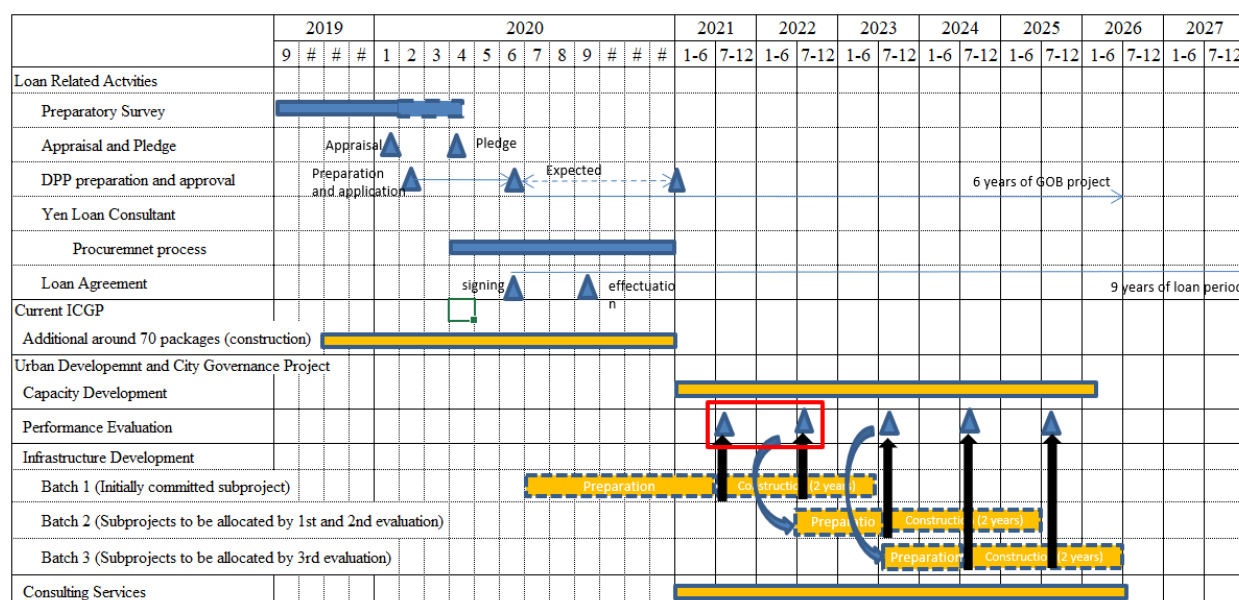 2019 2020 2021 2022 2023 2024 2025 2026 2027
9 # # # 1 2 3 4 5 6 7 8 9 # # # 1-6 7-12 1-6 7-12 1-6 7-12 1-6 7-12 1-6 7-12 1-6 7-12 1-6 7-12
Loan Related Actvities
Preparatory Survey
Appraisal and Pledge Appraisal Pledge
DPP preparation and approval Preparation and application Expected 6 years of GOB project
Yen Loan Consultant
Procuremnet process
Loan Agreement signing effectuatio n 9 years of loan period
Current ICGP
Additional around 70 packages (construction)
Urban Developemnt and City Governance Project
Capacity Development
Performance Evaluation
Infrastructure Development
Batch 1 (Initially committed subproject) Preparation Construction (2 years)
Batch 2 (Subprojects to be allocated by 1st and 2nd evaluation) Preparatio Construction (2 years)
Batch 3 (Subprojects to be allocated by 3rd evaluation) Preparation Construction (2 years)
Consulting Services